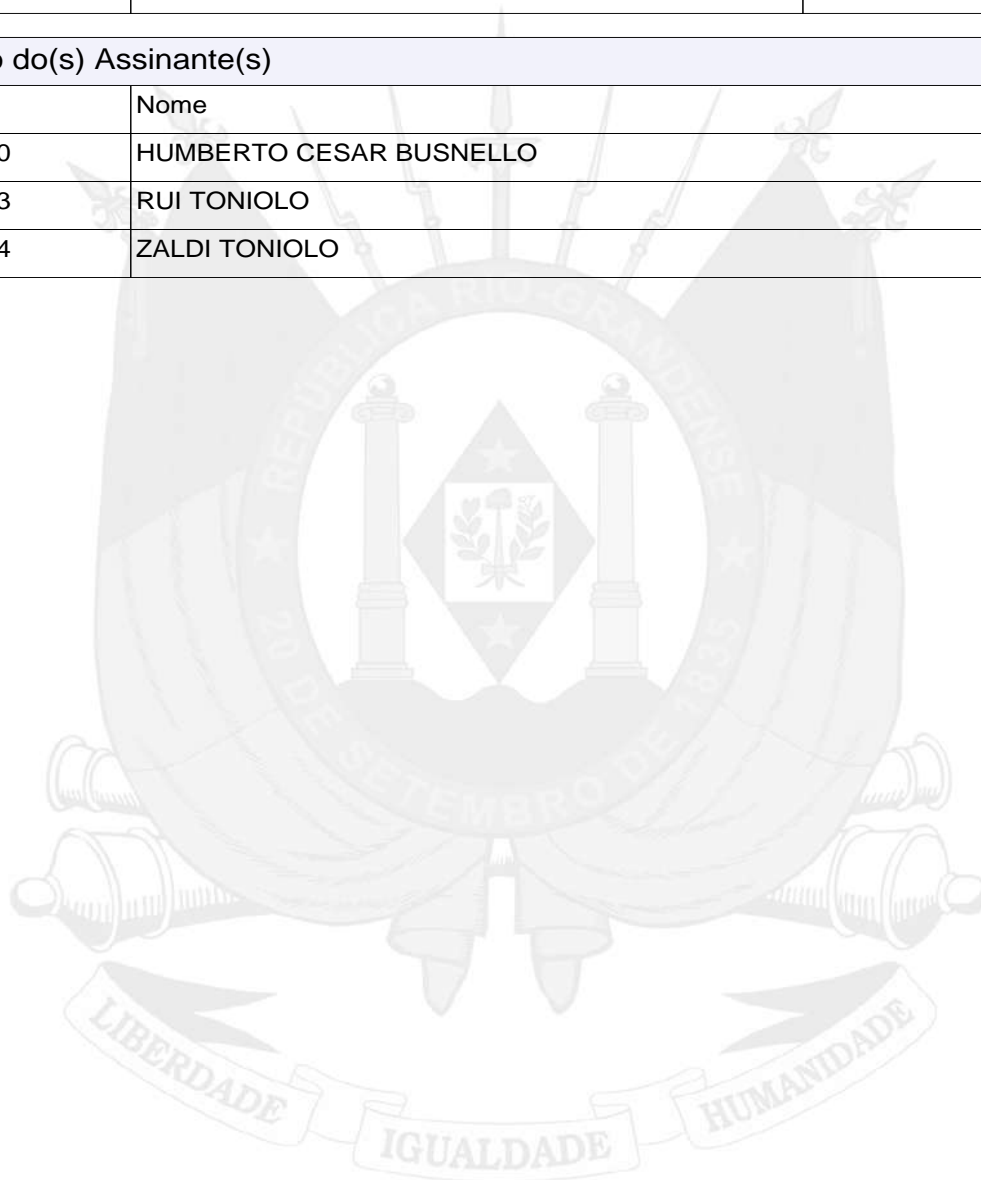 o do(s) Assinante(s)
Nome
0 HUMBERTO CESAR BUSNELLO
3 RUI TONIOLO
4 ZALDI TONIOLO
REPÚBLICA RIO-GRANDENSE
20 DE SETEMBRO DE 1835
LIBERDADE IGUALDADE HUMANIDADE